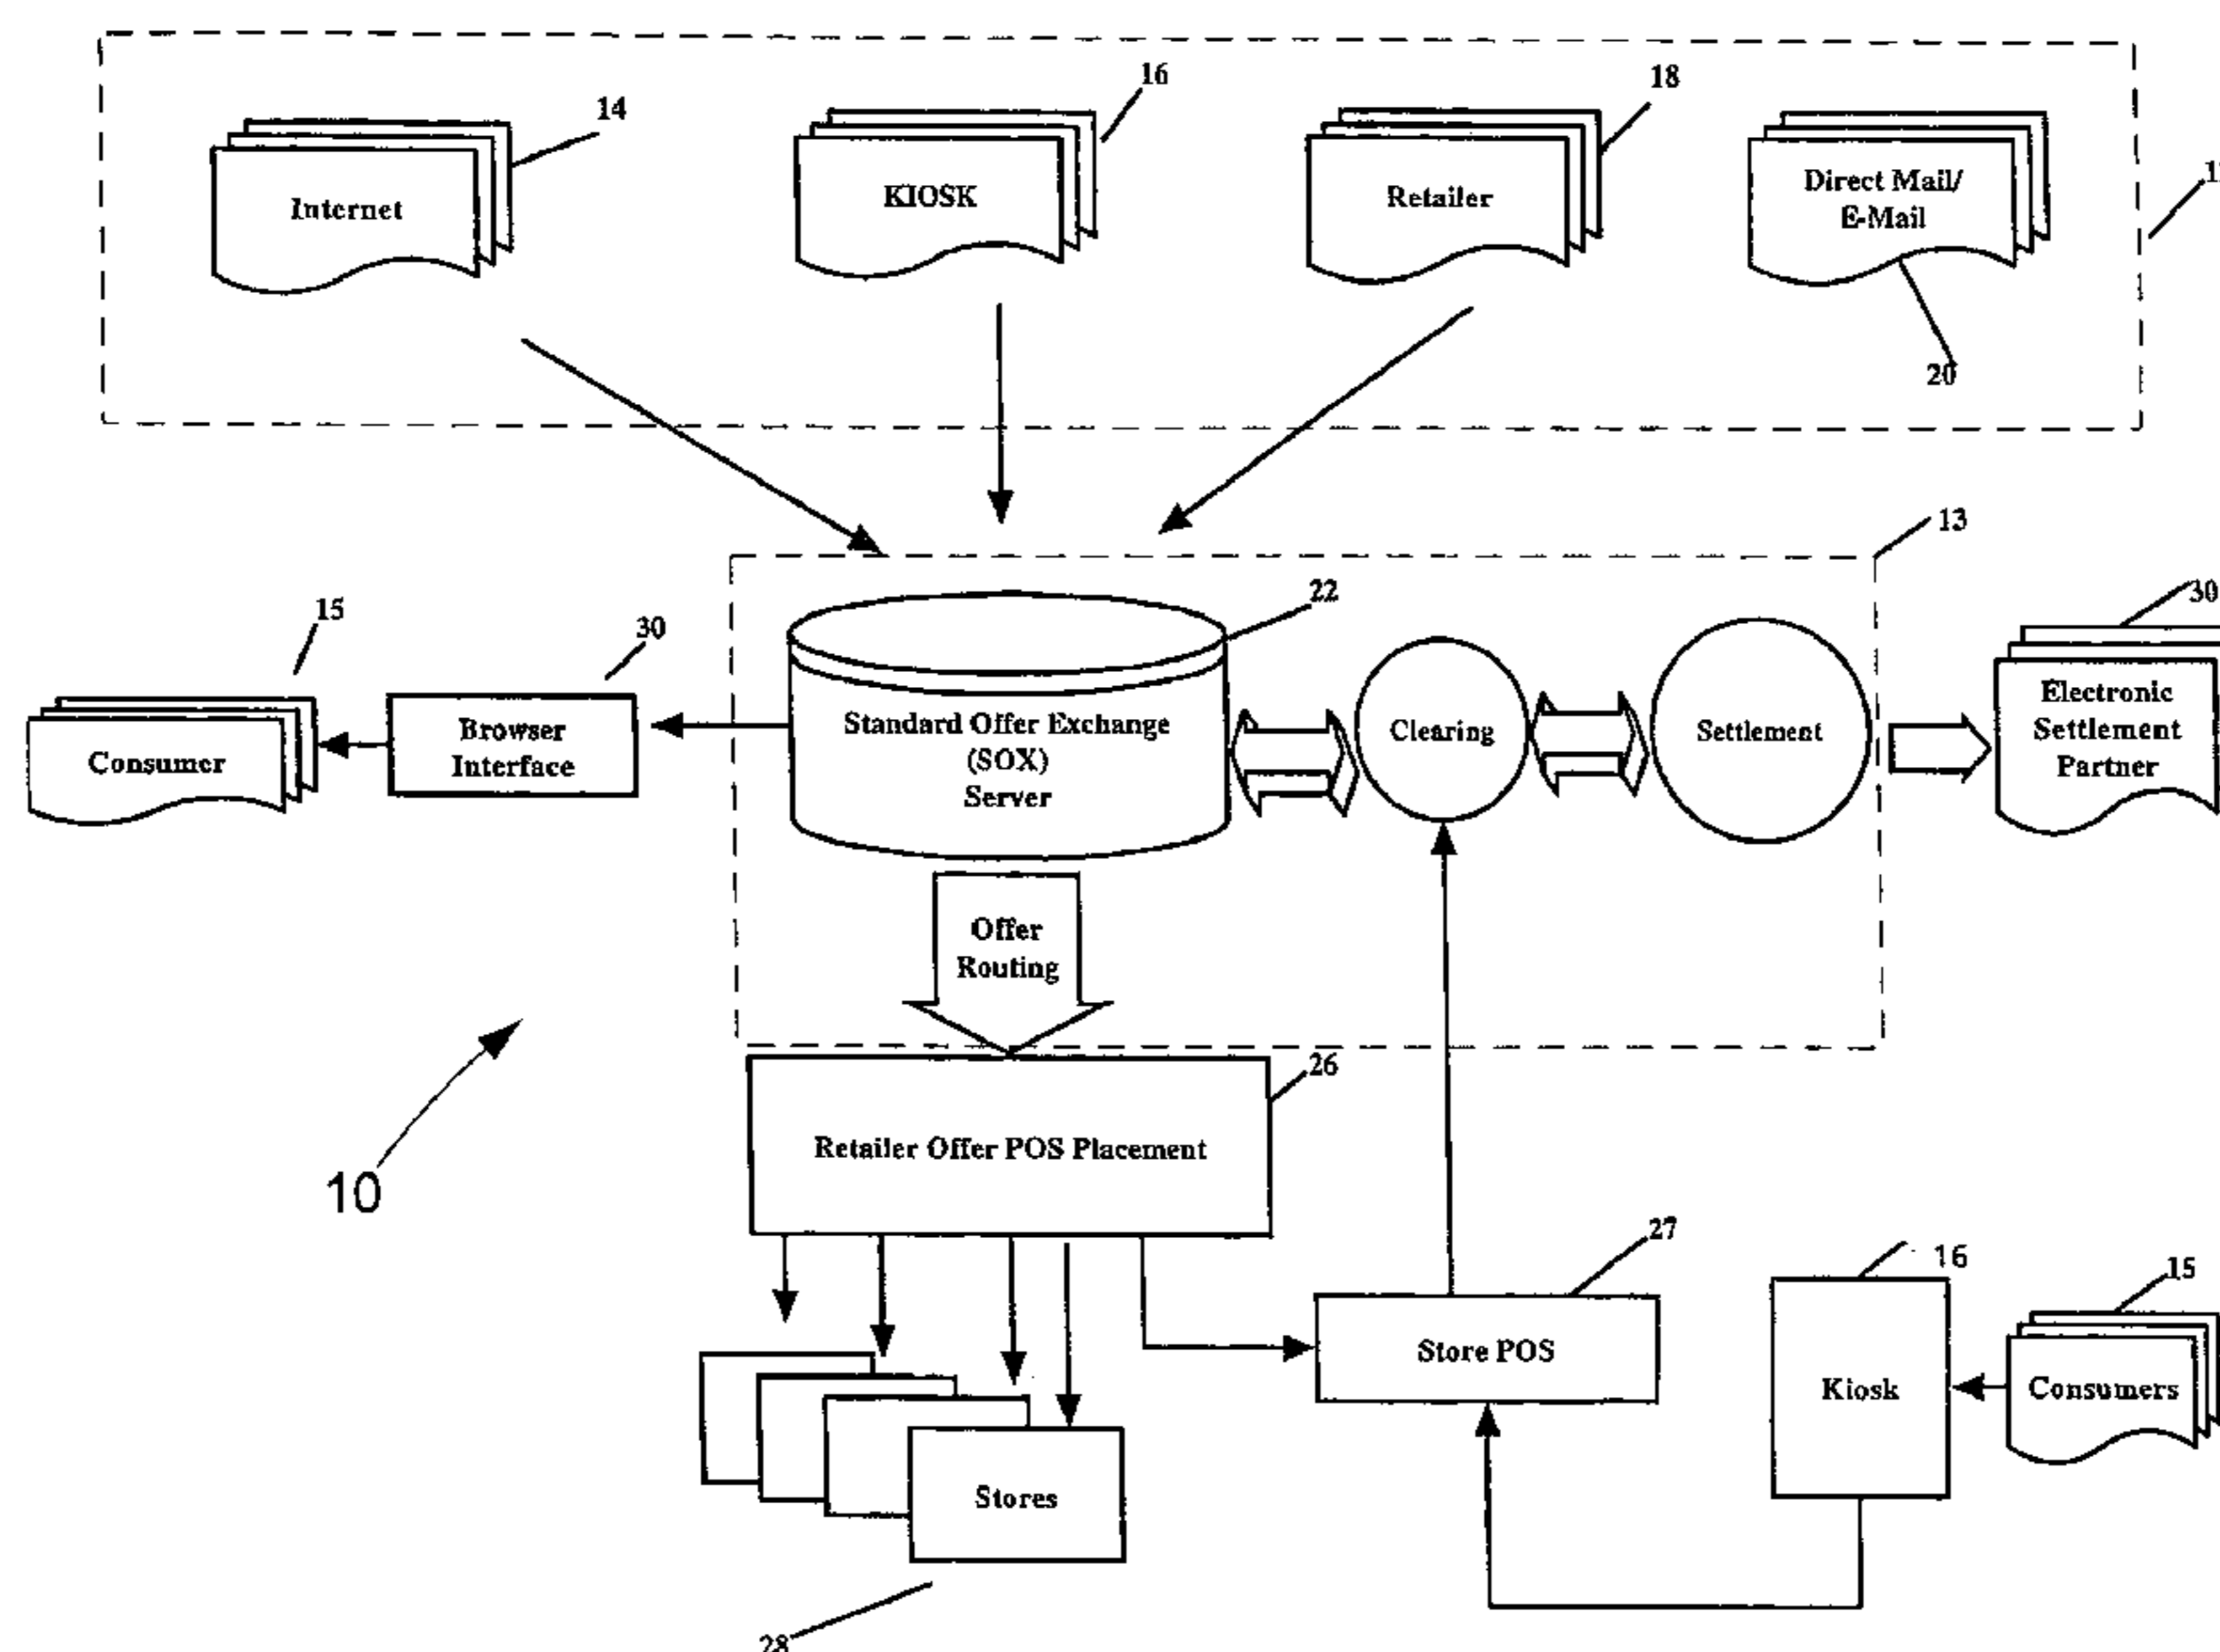 14
16
18
Internet
KIOSK
Retailer
Direct Mail/
E-Mail
20
13
22
30
15
30
Standard Offer Exchange
(SOX)
Server
Clearing
Settlement
Electronic
Settlement
Partner
Browser
Interface
Consumer
Offer
Routing
10
26
Retailer Offer POS Placement
27
16
15
Store POS
Kiosk
Consumers
Stores
28